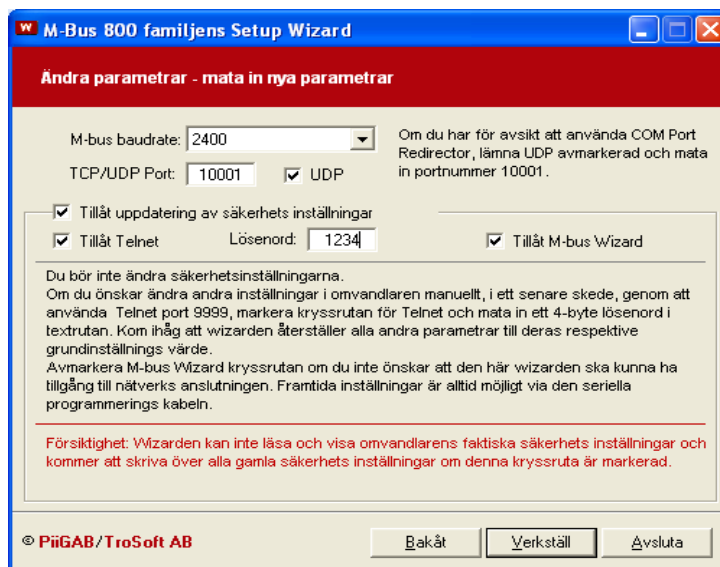 M-Bus 800 familjens Setup Wizard
Ändra parametrar - mata in nya parametrar
M-bus baudrate: 2400
TCP/UDP Port: 10001 UDP
Om du har för avsikt att använda COM Port
Redirector, lämna UDP avmarkerad och mata
in portnummer 10001.
Tillåt uppdatering av säkerhets inställningar
Tillåt Telnet Lösenord: 1234 Tillåt M-bus Wizard
Du bör inte ändra säkerhetsinställningarna.
Om du önskar ändra andra inställningar i omvandlaren manuellt, i ett senare skede, genom att
använda Telnet port 9999, markera kryssrutan för Telnet och mata in ett 4-byte lösenord i
textrutan. Kom ihåg att wizarden återställer alla andra parametrar till deras respektive
grundinställnings värde.
Avmarkera M-bus Wizard kryssrutan om du inte önskar att den här wizarden ska kunna ha
tillgång till nätverks anslutningen. Framtida inställningar är alltid möjligt via den seriella
programmerings kabeln.
Försiktighet: Wizarden kan inte läsa och visa omvandlarens faktiska säkerhets inställningar och
kommer att skriva över alla gamla säkerhets inställningar om denna kryssruta är markerad.
© PiiGAB/TroSoft AB Bakåt Verkställ Avsluta